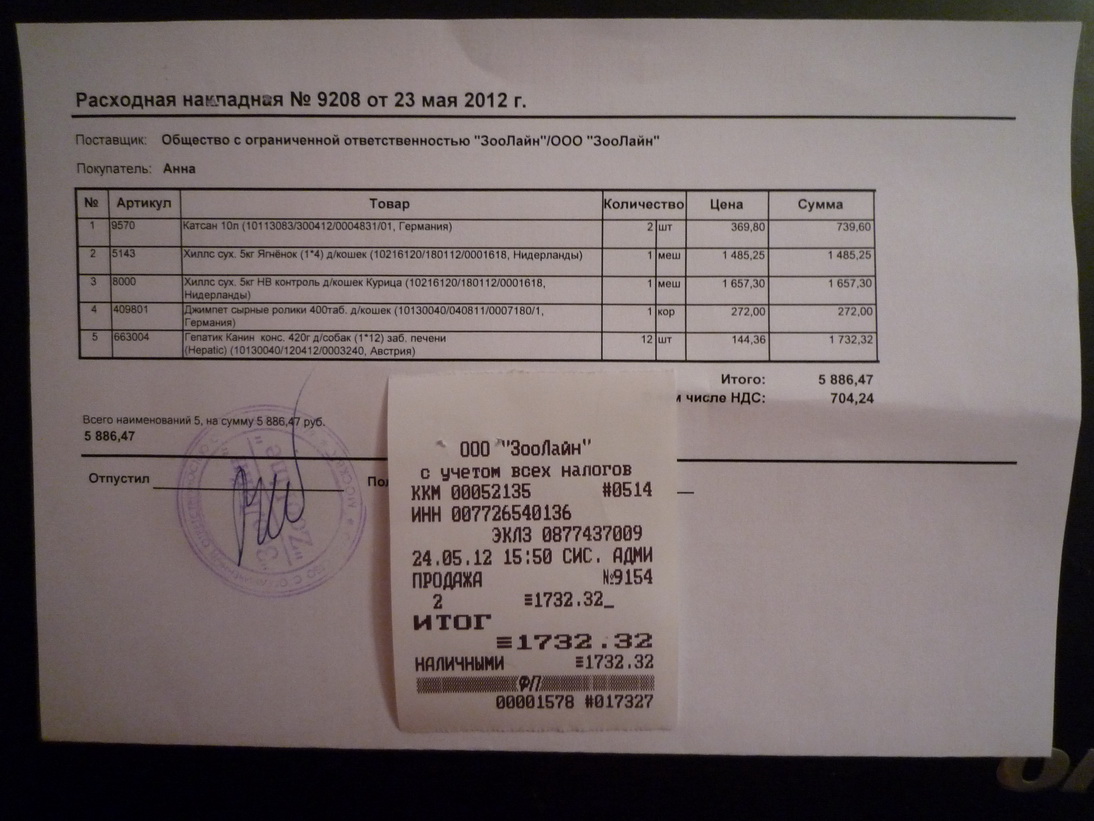 Расходная накладная № 9208 от 23 мая 2012 г.
Поставщик: Общество с ограниченной ответственностью "ЗооЛайн"/ООО "ЗооЛайн"
Покупатель: Анна
№ Артикул Товар Количество Цена Сумма
1 9570 Катсан 10л (10113083/300412/0004831/01, Германия) 2 шт 369,80 739,60
2 5143 Хиллс сух. 5кг Ягнёнок (1*4) д/кошек (10216120/180112/0001618, Нидерланды) 1 меш 1 485,25 1 485,25
3 8000 Хиллс сух. 5кг НВ контроль д/кошек Курица (10216120/180112/0001618, 1 меш 1 657,30 1 657,30
Нидерланды)
4 409801 Джимпет сырные ролики 400таб. д/кошек (10130040/040811/0007180/1, 1 кор 272,00 272,00
Германия)
5 663004 Гепатик Канин конс. 420г д/собак (1*12) заб. печени 12 шт 144,36 1 732,32
(Hepatic) (10130040/120412/0003240, Австрия)
Итого: 5 886,47
м числе НДС: 704,24
Всего наименований 5, на сумму 5 886,47 руб.
5 886,47
Отпустил
ООО "ЗооЛайн"
с учетом всех налогов
ККМ 00052135 #0514
ИНН 007726540136
ЭКЛЗ 0877437009
24.05.12 15:50 СИС. АДМИ
ПРОДАЖА №9154
2 ≡1732.32_
ИТОГ
≡1732.32
НАЛИЧНЫМИ ≡1732.32
ФП
00001578 #017327